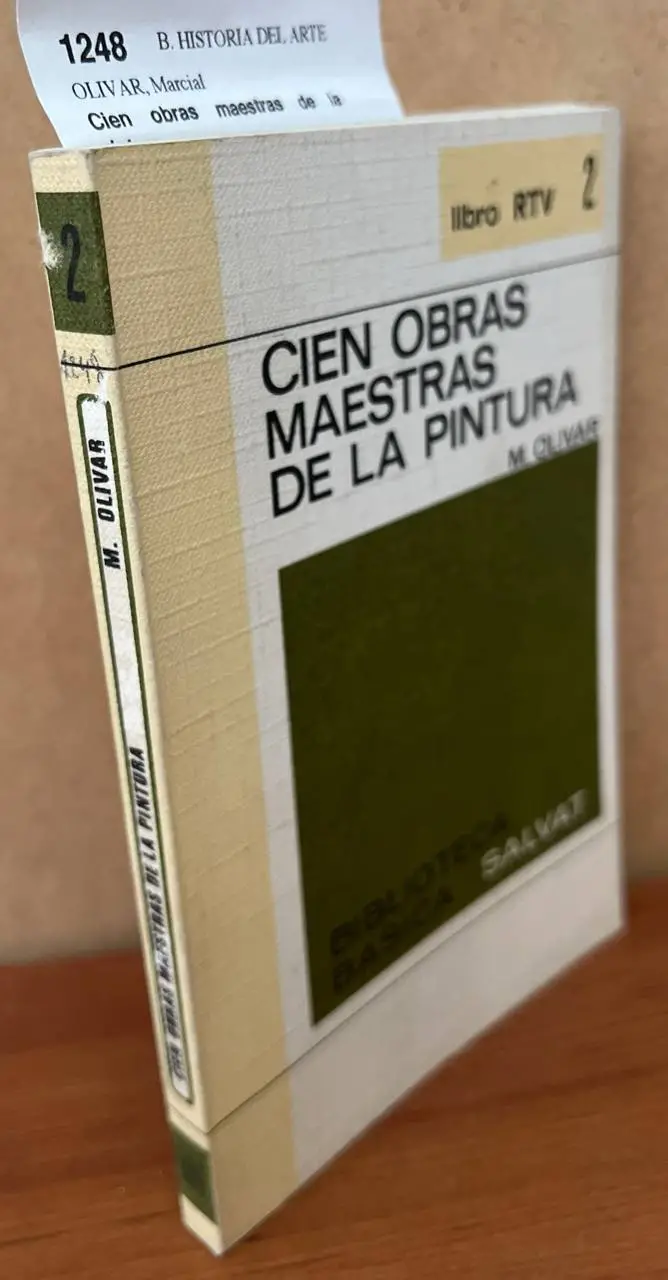 1248 B. HISTORIA DEL ARTE
OLIVAR, Marcial
Cien obras maestras de la
2
1248
M. OLIVAR
CIEN OBRAS MAESTRAS DE LA PINTURA
libro RTV 2
CIEN OBRAS
MAESTRAS
DE LA PINTURA
M. OLIVAR
BIBLIOTECA
BASICA SALVAT